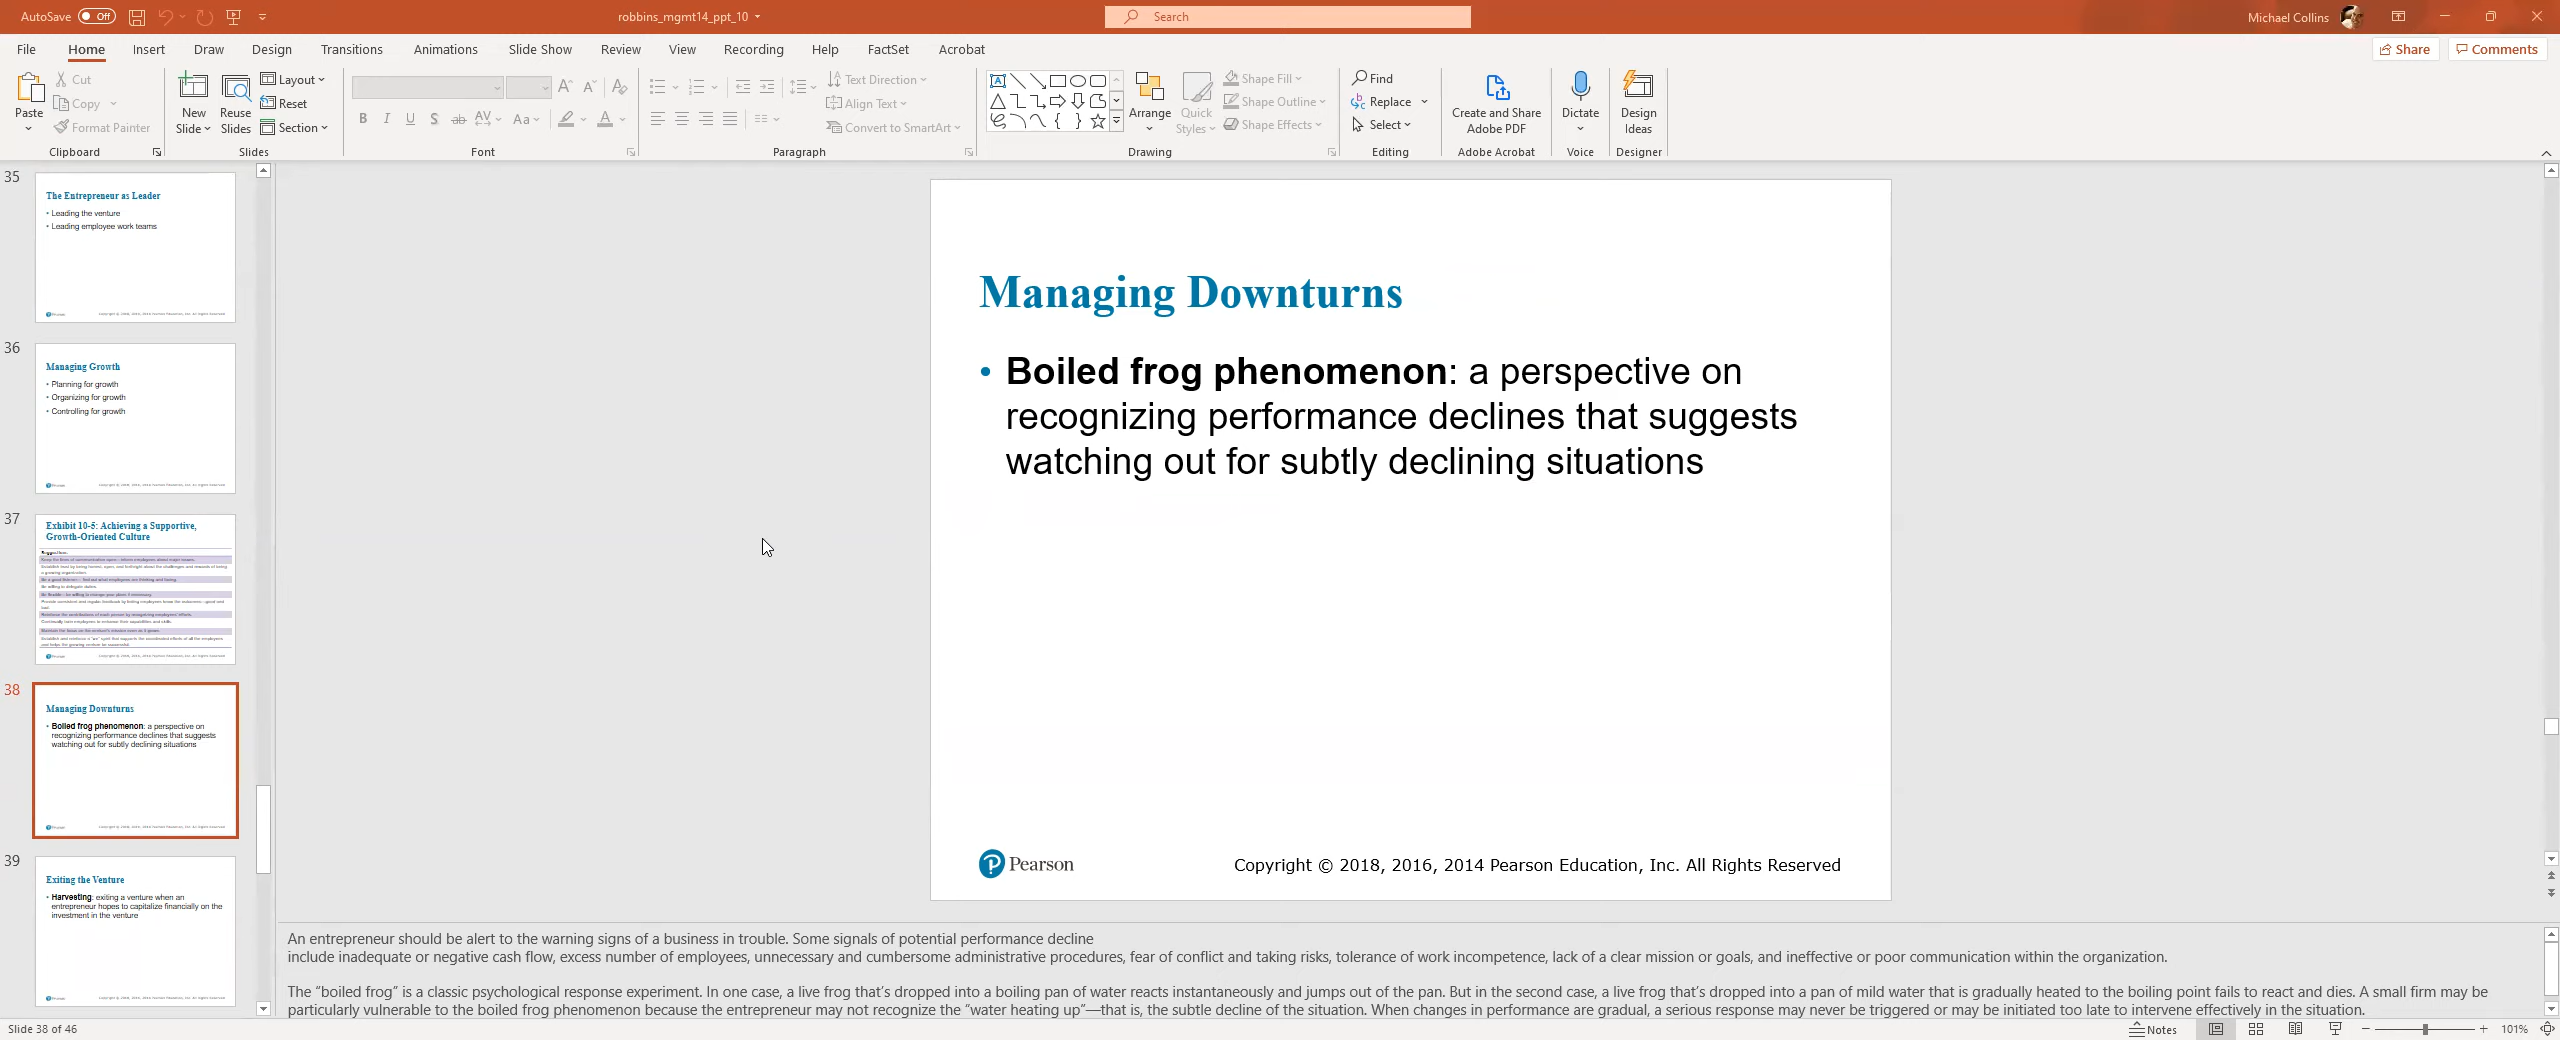 AutoSave Off
robbins_mgmt14_ppt_10
Search
Michael Collins
File Home Insert Draw Design Transitions Animations Slide Show Review View Recording Help FactSet Acrobat
Share Comments
Paste
Cut
Copy
Format Painter
Clipboard
New Slide
Reuse Slides
Layout
Reset
Section
Slides
Font
Text Direction
Align Text
Convert to SmartArt
Paragraph
Arrange
Quick Styles
Shape Fill
Shape Outline
Shape Effects
Drawing
Find
Replace
Select
Editing
Create and Share
Adobe PDF
Adobe Acrobat
Dictate
Voice
Design
Ideas
Designer
35
The Entrepreneur as Leader
• Leading the venture
• Leading employee work teams
36
Managing Growth
• Planning for growth
• Organizing for growth
• Controlling for growth
37
Exhibit 10-5: Achieving a Supportive,
Growth-Oriented Culture
38
Managing Downturns
• Boiled frog phenomenon: a perspective on
recognizing performance declines that suggests
watching out for subtly declining situations
39
Exiting the Venture
• Harvesting: exiting a venture when an
entrepreneur hopes to capitalize financially on the
investment in the venture
Managing Downturns
• Boiled frog phenomenon: a perspective on
recognizing performance declines that suggests
watching out for subtly declining situations
Pearson
Copyright © 2018, 2016, 2014 Pearson Education, Inc. All Rights Reserved
An entrepreneur should be alert to the warning signs of a business in trouble. Some signals of potential performance decline
include inadequate or negative cash flow, excess number of employees, unnecessary and cumbersome administrative procedures, fear of conflict and taking risks, tolerance of work incompetence, lack of a clear mission or goals, and ineffective or poor communication within the organization.
The “boiled frog” is a classic psychological response experiment. In one case, a live frog that’s dropped into a boiling pan of water reacts instantaneously and jumps out of the pan. But in the second case, a live frog that’s dropped into a pan of mild water that is gradually heated to the boiling point fails to react and dies. A small firm may be
particularly vulnerable to the boiled frog phenomenon because the entrepreneur may not recognize the “water heating up”—that is, the subtle decline of the situation. When changes in performance are gradual, a serious response may never be triggered or may be initiated too late to intervene effectively in the situation.
Slide 38 of 46
Notes
101%